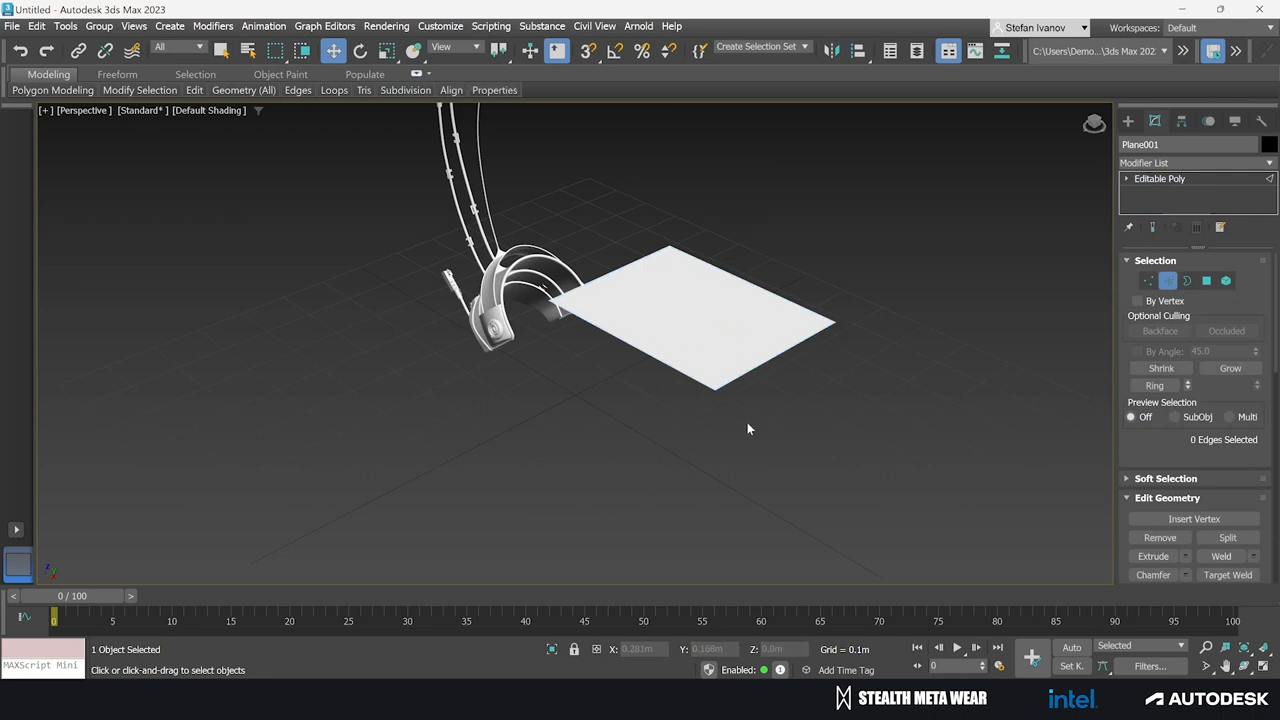 Untitled - Autodesk 3ds Max 2023
File Edit Tools Group Views Create Modifiers Animation Graph Editors Rendering Customize Scripting Substance Civil View Arnold Help
Stefan Ivanov Workspaces: Default
All View Create Selection Set C:\Users\Demo...\3ds Max 202:
Modeling Freeform Selection Object Paint Populate
Polygon Modeling Modify Selection Edit Geometry (All) Edges Loops Tris Subdivision Align Properties
[+] [Perspective] [Standard*] [Default Shading]
Plane001
Modifier List
Editable Poly
Selection
By Vertex
Optional Culling
Backface Occluded
By Angle: 45.0
Shrink Grow
Ring
Preview Selection
Off SubObj Multi
0 Edges Selected
Soft Selection
Edit Geometry
Insert Vertex
Remove Split
Extrude Weld
Chamfer Target Weld
z y x
< 0 / 100 >
0 5 10 15 20 25 30 35 40 45 50 55 60 65 70 75 80 85 90 95 100
1 Object Selected X: 0.281m Y: 0.168m Z: 0.0m Grid = 0.1m Auto Selected
MAXScript Mini Click or click-and-drag to select objects Enabled: 1 Add Time Tag 0 Set K. Filters...
STEALTH META WEAR intel. AUTODESK